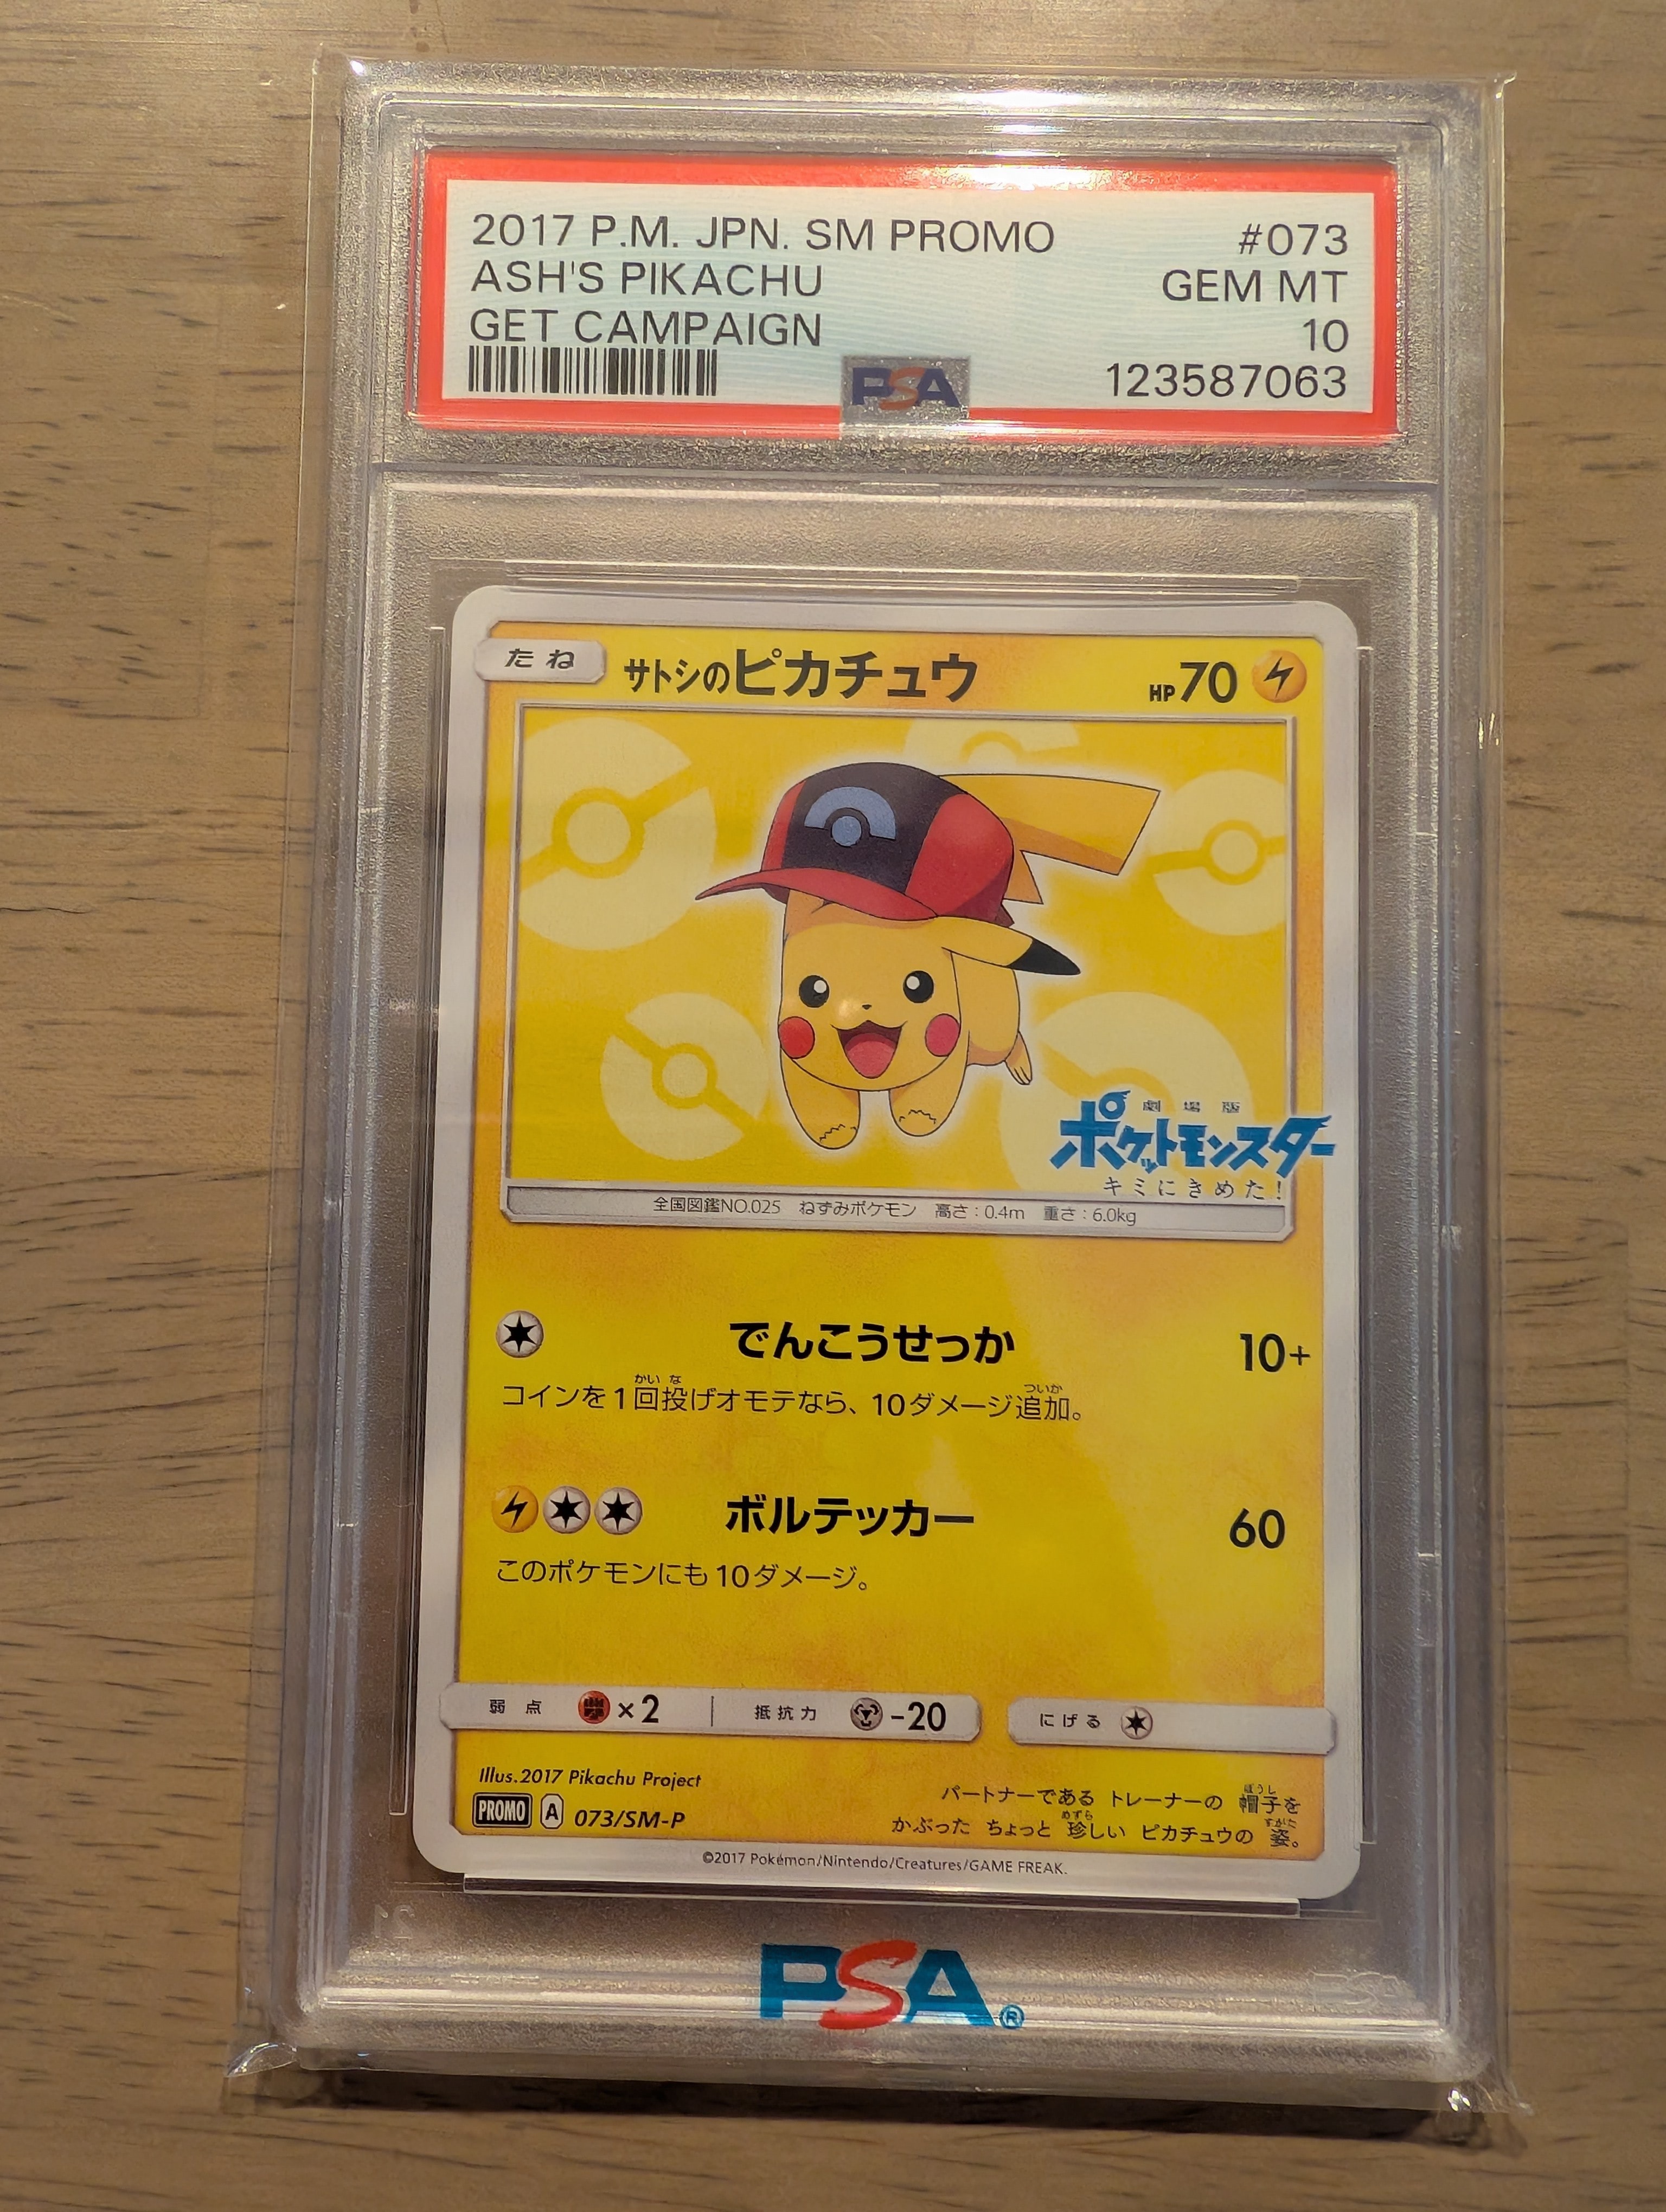 2017 P.M. JPN. SM PROMO #073
ASH'S PIKACHU GEM MT
GET CAMPAIGN 10
PSA 123587063
たね サトシのピカチュウ HP70
劇場版
ポケットモンスター
キミにきめた!
全国図鑑NO.025 ねずみポケモン 高さ:0.4m 重さ:6.0kg
でんこうせっか 10+
コインを1回投げオモテなら、10ダメージ追加。
ボルテッカー 60
このポケモンにも10ダメージ。
弱点 ×2 抵抗力 -20 にげる
Illus.2017 Pikachu Project
PROMO A 073/SM-P
パートナーである トレーナーの 帽子を
かぶった ちょっと 珍しい ピカチュウの 姿。
©2017 Pokémon/Nintendo/Creatures/GAME FREAK.
PSA®